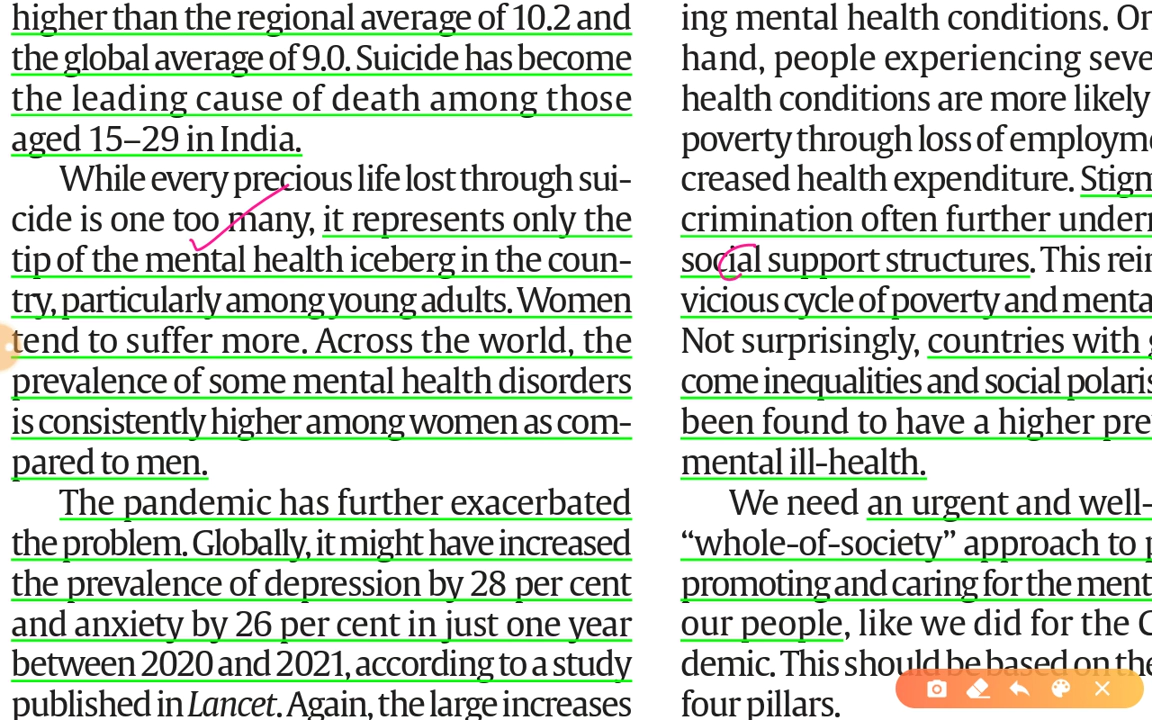 higher than the regional average of 10.2 and
the global average of 9.0. Suicide has become
the leading cause of death among those
aged 15–29 in India.
While every precious life lost through sui-
cide is one too many, it represents only the
tip of the mental health iceberg in the coun-
try, particularly among young adults. Women
tend to suffer more. Across the world, the
prevalence of some mental health disorders
is consistently higher among women as com-
pared to men.
The pandemic has further exacerbated
the problem. Globally, it might have increased
the prevalence of depression by 28 per cent
and anxiety by 26 per cent in just one year
between 2020 and 2021, according to a study
published in Lancet. Again, the large increases
ing mental health conditions. On
hand, people experiencing seve
health conditions are more likely
poverty through loss of employme
creased health expenditure. Stigm
crimination often further undern
social support structures. This rein
vicious cycle of poverty and menta
Not surprisingly, countries with g
come inequalities and social polaris
been found to have a higher pre
mental ill-health.
We need an urgent and well-
“whole-of-society” approach to p
promoting and caring for the ment
our people, like we did for the C
demic. This should be based on the
four pillars.